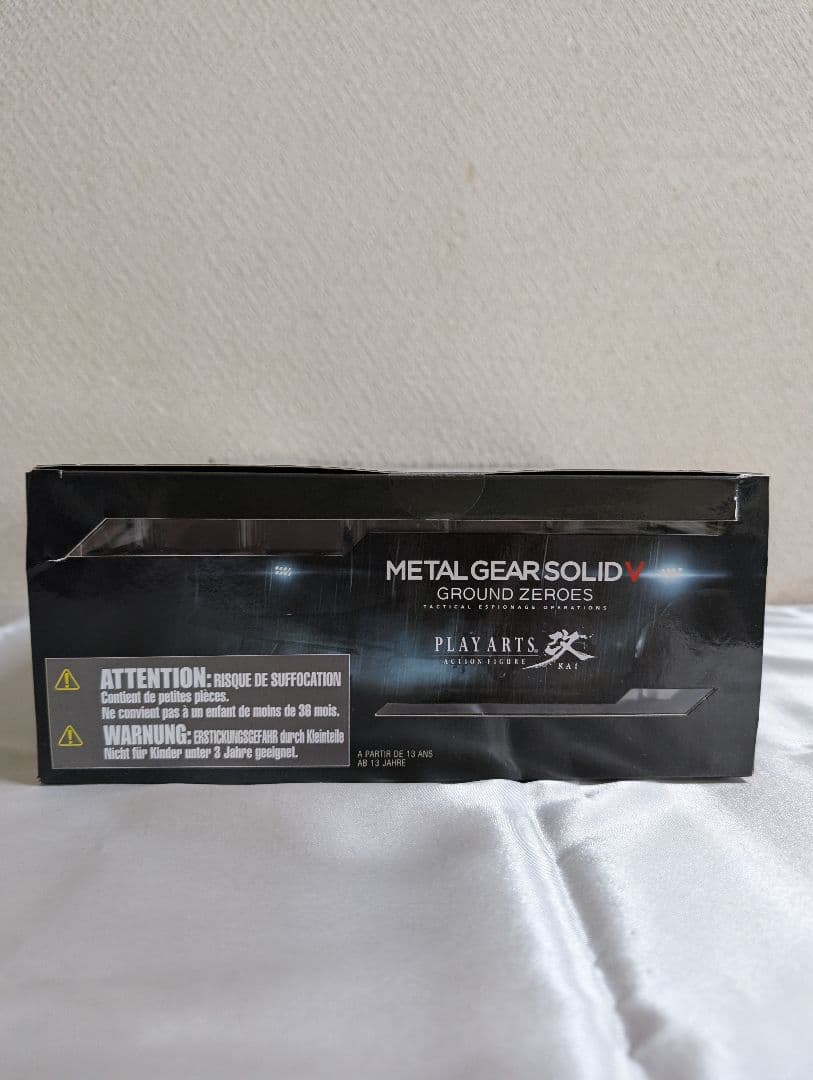 METAL GEAR SOLID V
GROUND ZEROES
TACTICAL ESPIONAGE OPERATIONS
PLAY ARTS 改
ACTION FIGURE KAI
ATTENTION: RISQUE DE SUFFOCATION
Contient de petites pièces.
Ne convient pas à un enfant de moins de 38 mois.
WARNUNG: ERSTICKUNGSGEFAHR durch Kleinteile
Nicht für Kinder unter 3 Jahre geeignet.
A PARTIR DE 13 ANS
AB 13 JAHRE